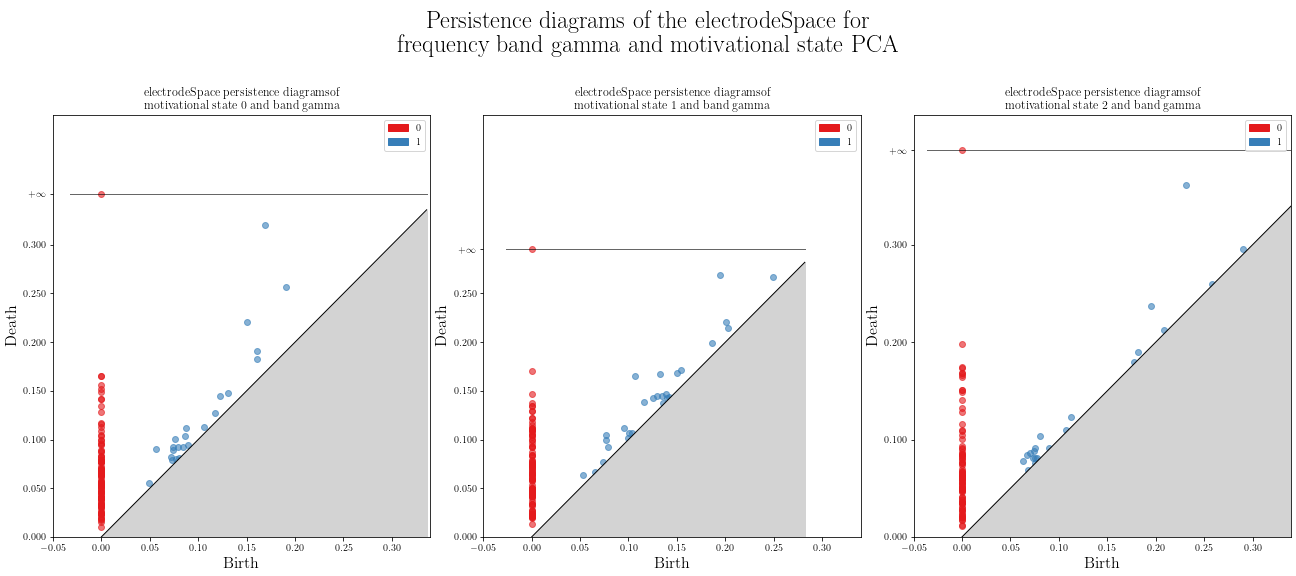 Persistence diagrams of the electrodeSpace for
frequency band gamma and motivational state PCA
electrodeSpace persistence diagramsof
motivational state 0 and band gamma
0
1
+∞
0.300
0.250
0.200
0.150
0.100
0.050
0.000
Death
−0.05 0.00 0.05 0.10 0.15 0.20 0.25 0.30
Birth
electrodeSpace persistence diagramsof
motivational state 1 and band gamma
0
1
+∞
0.250
0.200
0.150
0.100
0.050
0.000
Death
−0.05 0.00 0.05 0.10 0.15 0.20 0.25 0.30
Birth
electrodeSpace persistence diagramsof
motivational state 2 and band gamma
0
1
+∞
0.300
0.200
0.100
0.000
Death
−0.05 0.00 0.05 0.10 0.15 0.20 0.25 0.30
Birth